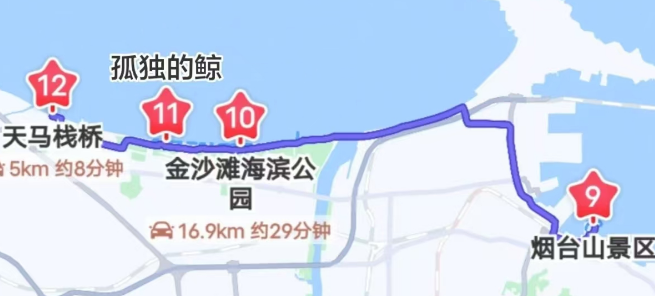 孤独的鲸
12
11
10
天马栈桥
5km 约8分钟
金沙滩海滨公
园
16.9km 约29分钟
9
烟台山景区